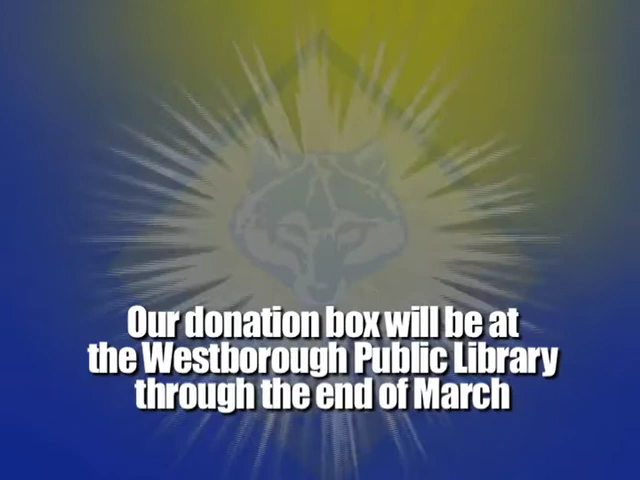 Our donation box will be at
the Westborough Public Library
through the end of March